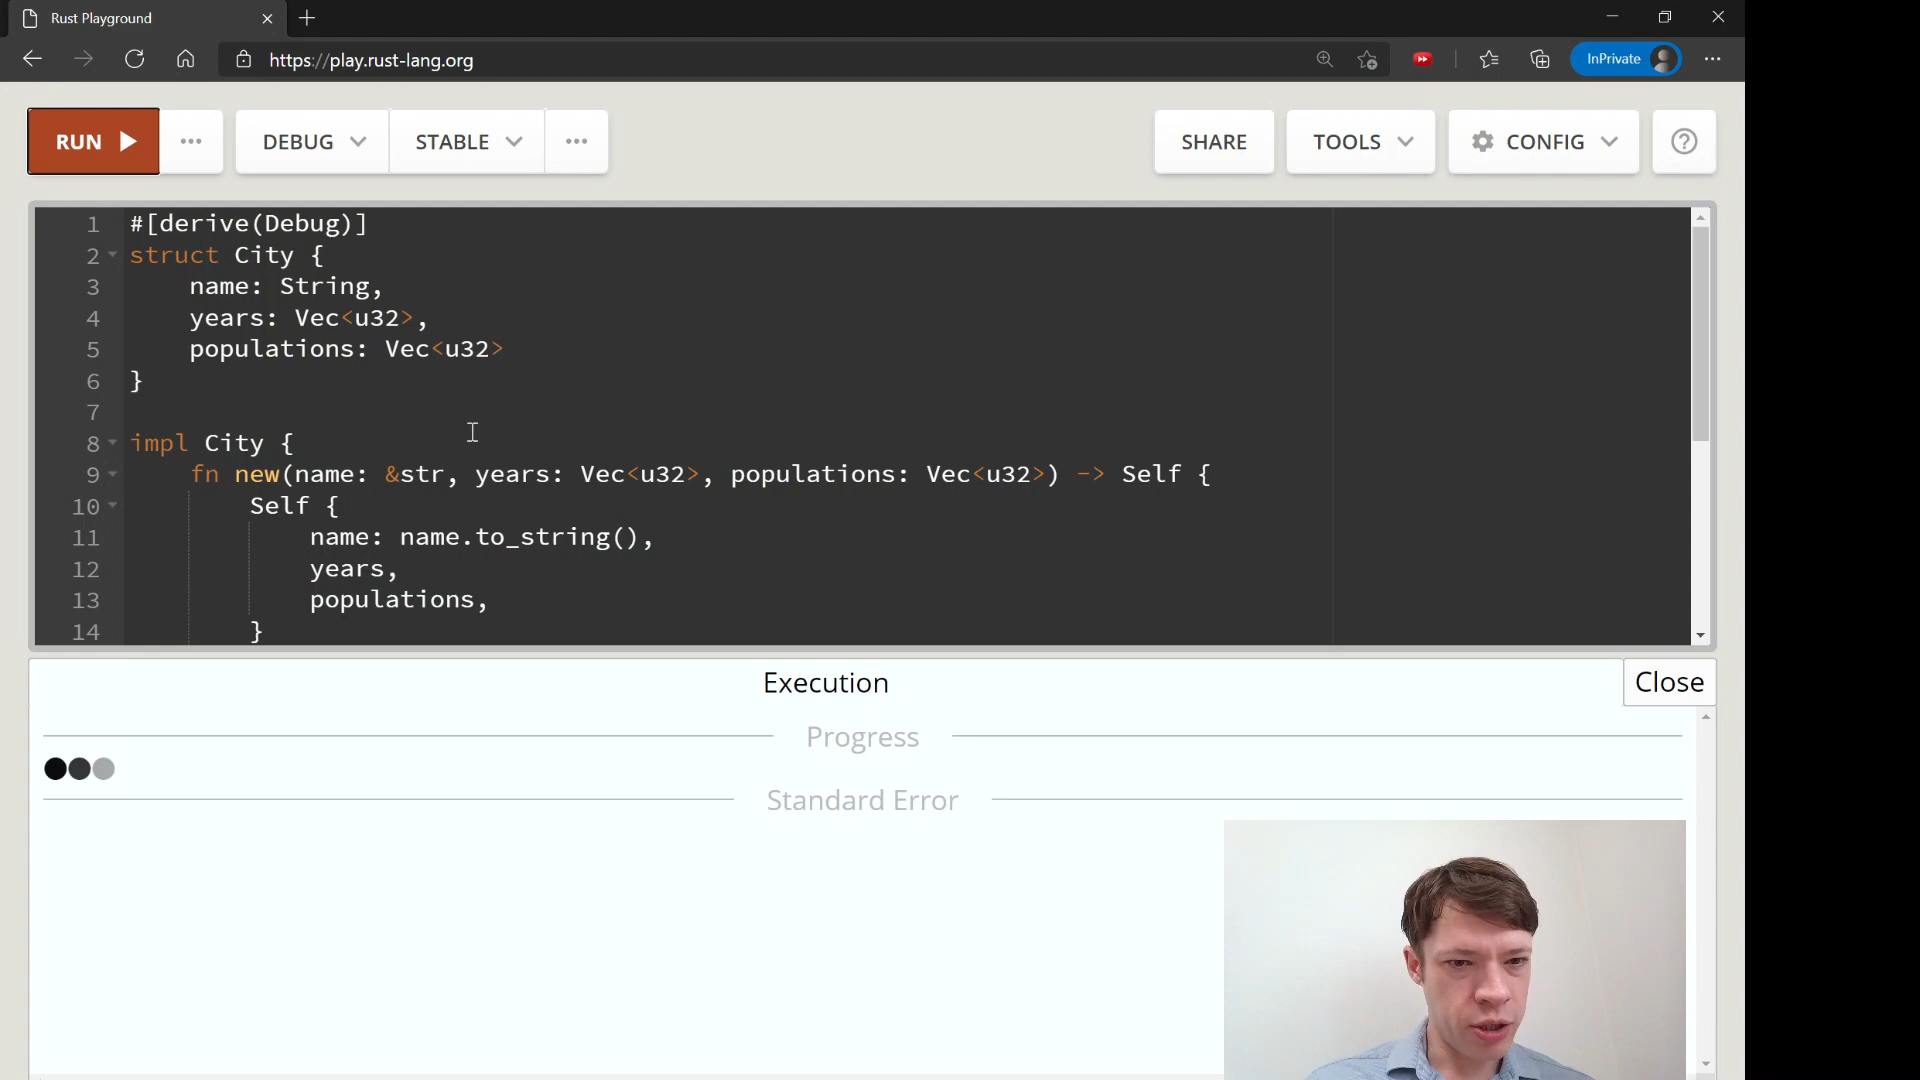 Rust Playground
https://play.rust-lang.org
InPrivate
RUN
DEBUG
STABLE
SHARE
TOOLS
CONFIG
1 #[derive(Debug)]
2 struct City {
3 name: String,
4 years: Vec<u32>,
5 populations: Vec<u32>
6 }
7
8 impl City {
9 fn new(name: &str, years: Vec<u32>, populations: Vec<u32>) -> Self {
10 Self {
11 name: name.to_string(),
12 years,
13 populations,
14 }
Execution
Close
Progress
Standard Error